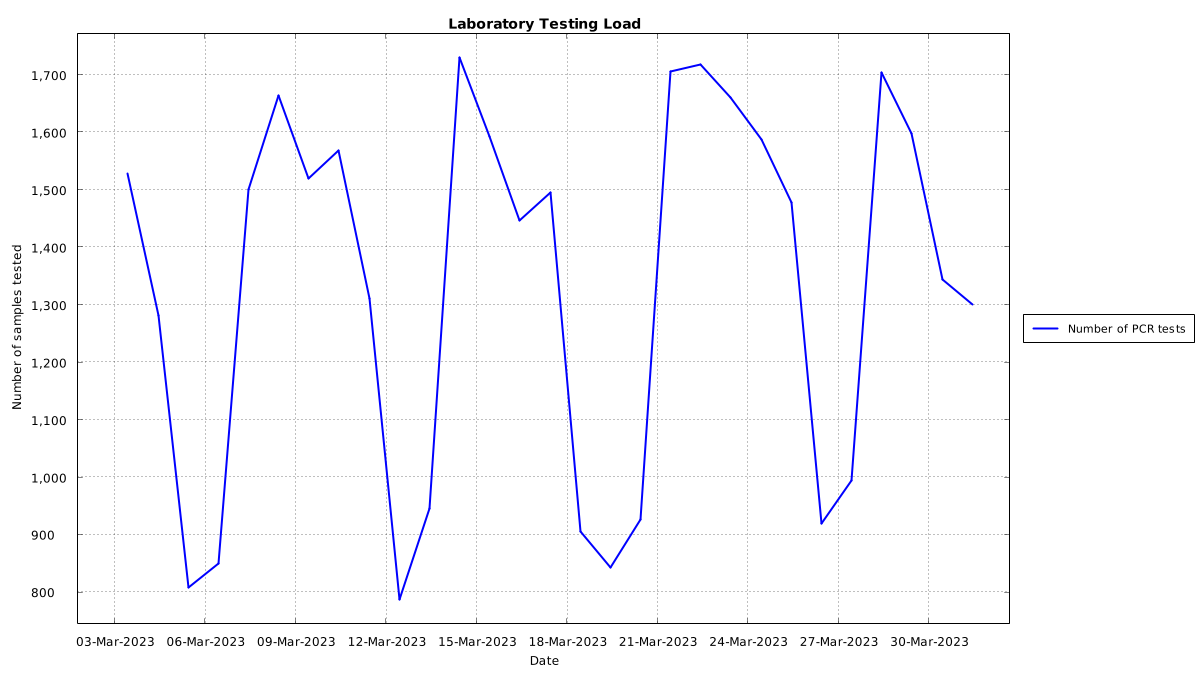 Laboratory Testing Load
Number of samples tested
1,700
1,600
1,500
1,400
1,300
1,200
1,100
1,000
900
800
03-Mar-2023 06-Mar-2023 09-Mar-2023 12-Mar-2023 15-Mar-2023 18-Mar-2023 21-Mar-2023 24-Mar-2023 27-Mar-2023 30-Mar-2023
Date
Number of PCR tests